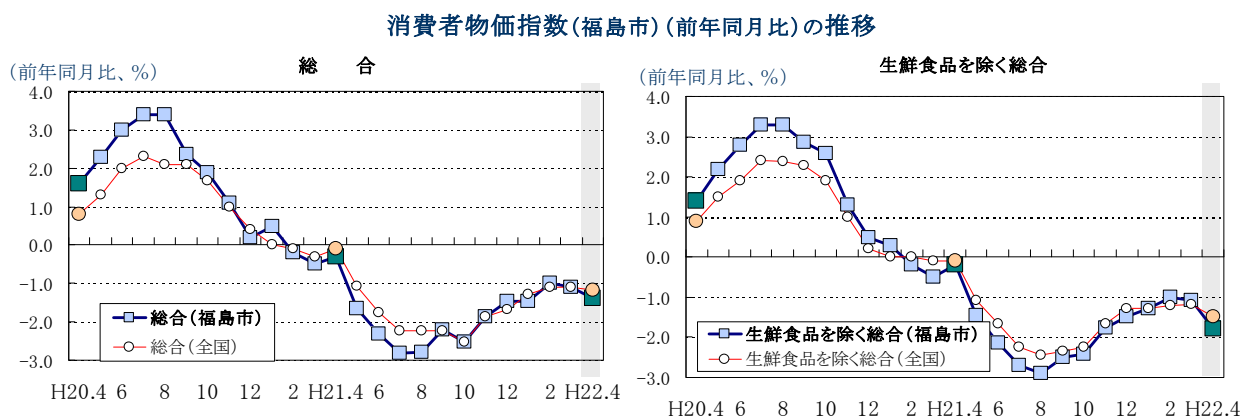 消費者物価指数（福島市）（前年同月比）の推移
（前年同月比、％）
総　合
4.0
3.0
2.0
1.0
0.0
-1.0
-2.0
-3.0
総合（福島市）
総合（全国）
H20.4 6 8 10 12 2 H21.4 6 8 10 12 2 H22.4
（前年同月比、％）
生鮮食品を除く総合
4.0
3.0
2.0
1.0
0.0
-1.0
-2.0
-3.0
生鮮食品を除く総合（福島市）
生鮮食品を除く総合（全国）
H20.4 6 8 10 12 2 H21.4 6 8 10 12 2 H22.4